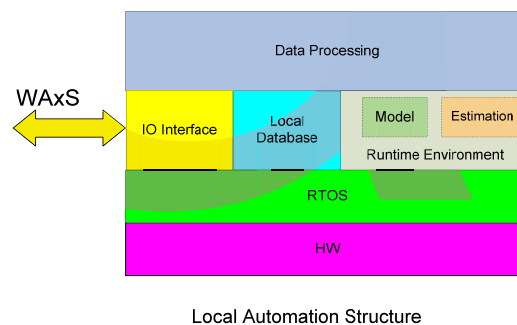 Data Processing
WAxS
IO Interface
Local
Database
Model
Estimation
Runtime Environment
RTOS
HW
Local Automation Structure